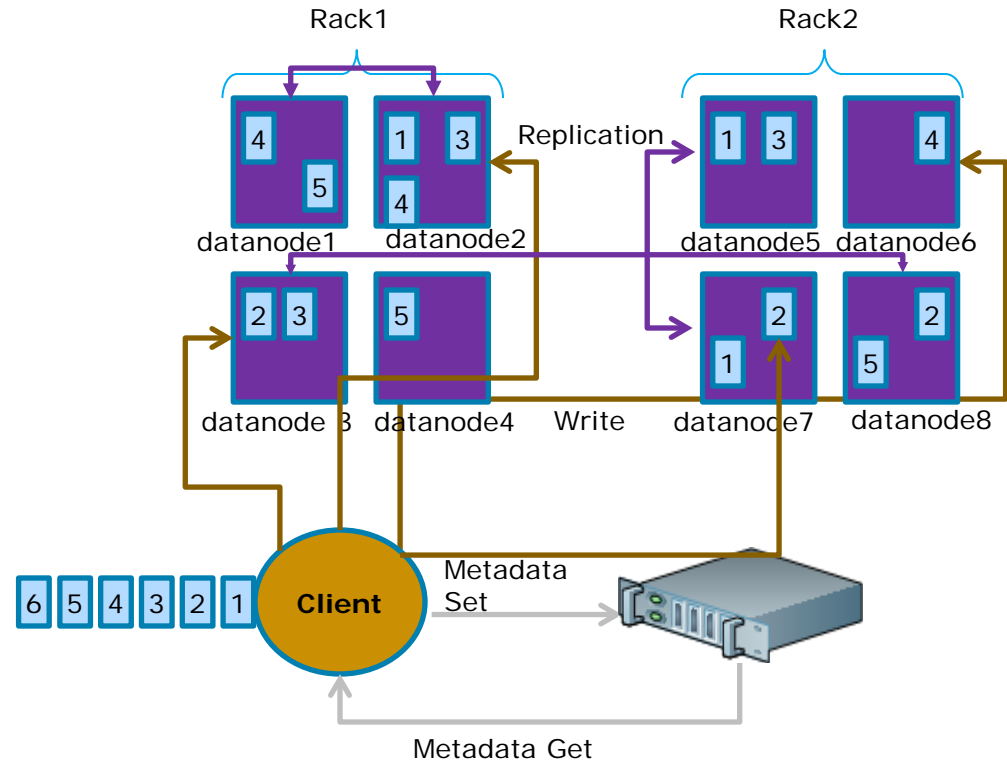 Rack1 Rack2
4 1 3 Replication 1 3 4
5
4
datanode1 datanode2 datanode5 datanode6
2 3 5 2 2
1 5
datanode 3 datanode4 Write datanode7 datanode8
6 5 4 3 2 1 Client Metadata
Set
Metadata Get